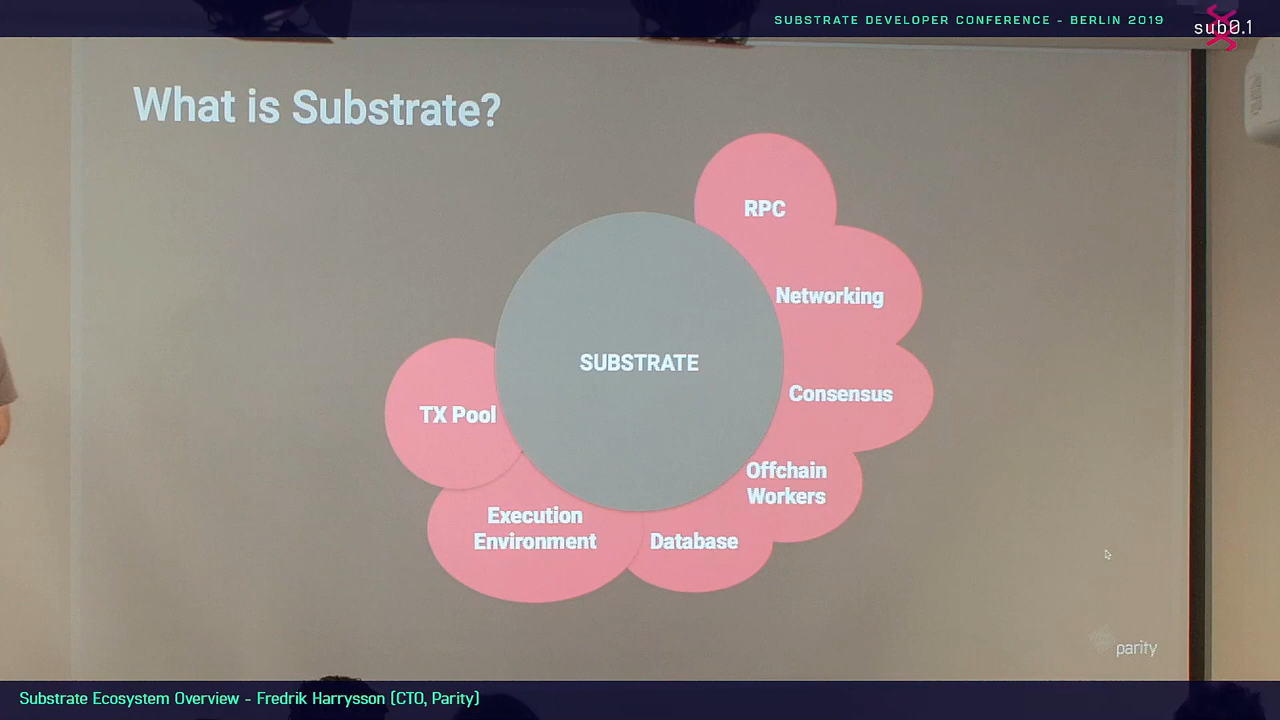 SUBSTRATE DEVELOPER CONFERENCE - BERLIN 2019
sub0.1
What is Substrate?
RPC
Networking
SUBSTRATE
Consensus
TX Pool
Offchain
Workers
Execution
Environment
Database
parity
Substrate Ecosystem Overview - Fredrik Harrysson (CTO, Parity)